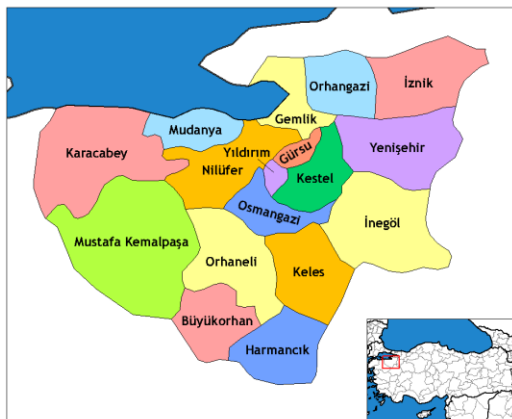 Orhangazi
İznik
Gemlik
Mudanya
Karacabey
Yıldırım
Gürsu
Yenişehir
Nilüfer
Kestel
Osmangazi
İnegöl
Mustafa Kemalpaşa
Orhaneli
Keles
Büyükorhan
Harmancık